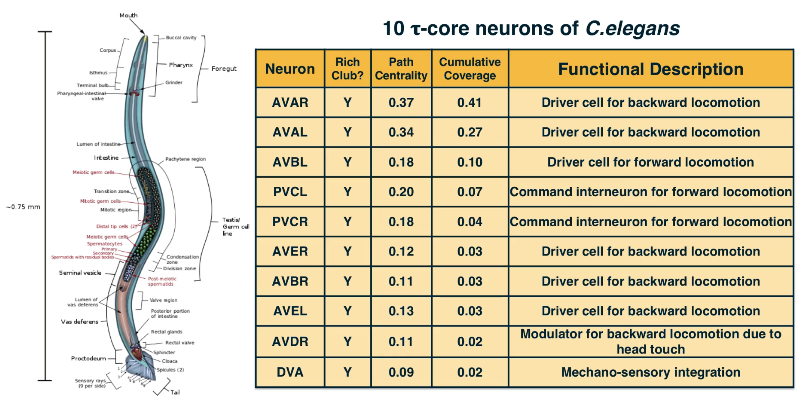 Mouth
Buccal cavity
Corpus
Pharynx
Foregut
Isthmus
Grinder
Terminal bulb
Pharyngeal-intestinal
valve
Lumen of intestine
Intestine
Pachytene region
Meiotic germ cells
Transition zone
Mitotic germ cells
Mitotic region
~0.75 mm
Testis/
Germ cell
line
Distal tip cells (2)
Meiotic germ cells
Spermatocytes
Primary
Secondary
Spermatids with residual bodies
Condensation
zone
Division zone
Seminal vesicle
Post-meiotic
spermatids
Lumen of
vas deferens
Valve region
Vas deferens
Posterior portion
of intestine
Rectal glands
Rectal valve
Proctodeum
Sphincter
Cloaca
Spicules (2)
Sensory rays
(9 per side)
Tail
10 τ-core neurons of C.elegans
Neuron Rich Club? Path Centrality Cumulative Coverage Functional Description
AVAR Y 0.37 0.41 Driver cell for backward locomotion
AVAL Y 0.34 0.27 Driver cell for backward locomotion
AVBL Y 0.18 0.10 Driver cell for forward locomotion
PVCL Y 0.20 0.07 Command interneuron for forward locomotion
PVCR Y 0.18 0.04 Command interneuron for forward locomotion
AVER Y 0.12 0.03 Driver cell for backward locomotion
AVBR Y 0.11 0.03 Driver cell for backward locomotion
AVEL Y 0.13 0.03 Driver cell for backward locomotion
AVDR Y 0.11 0.02 Modulator for backward locomotion due to head touch
DVA Y 0.09 0.02 Mechano-sensory integration